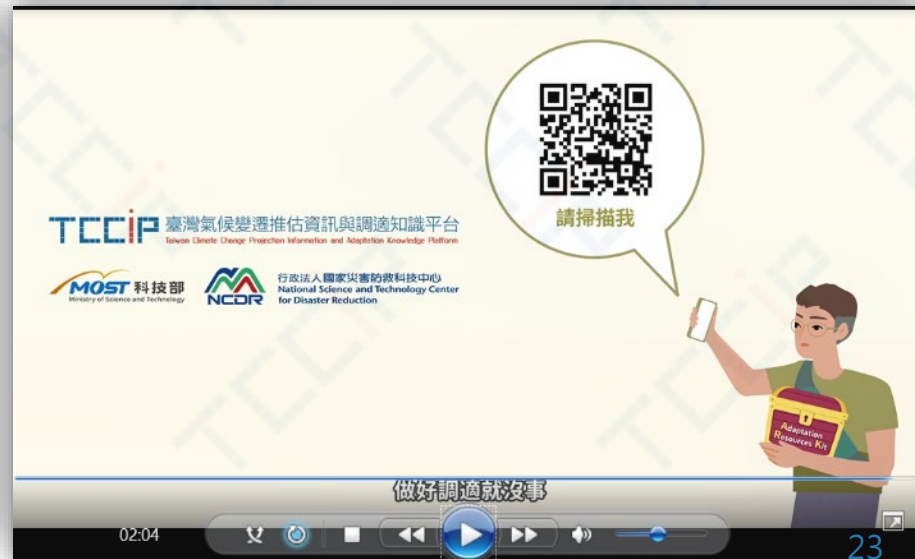 請掃描我
TCCiP 臺灣氣候變遷推估資訊與調適知識平台
Taiwan Climate Change Projection Information and Adaptation Knowledge Platform
MOST 科技部
Ministry of Science and Technology
NCDR
行政法人國家災害防救科技中心
National Science and Technology Center
for Disaster Reduction
Adaptation
Resources Kit
做好調適就沒事
02:04
23